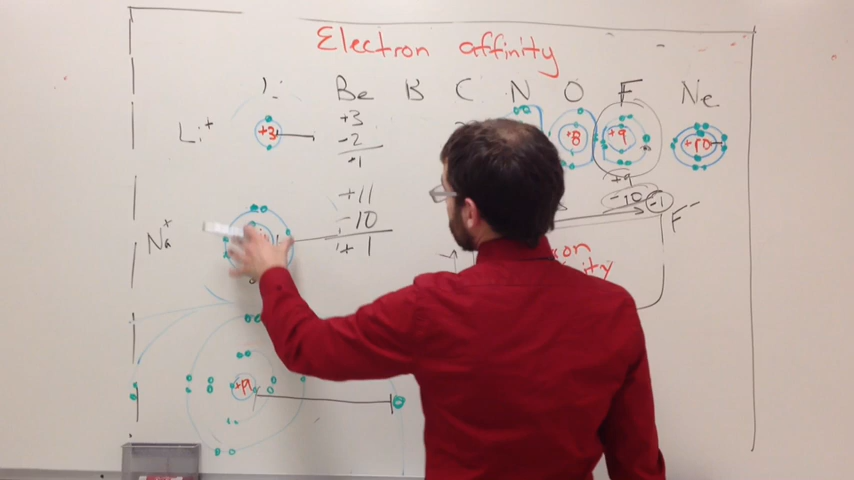 Electron affinity
Be B C N O F Ne
Li+
+3
+3
-2
+1
+8
+9
+10
+9
-10
-1
F-
+11
-10
+1
Na+